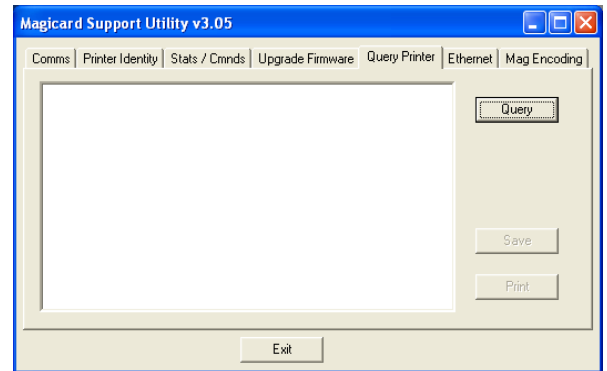 Magicard Support Utility v3.05
Comms Printer Identity Stats / Cmnds Upgrade Firmware Query Printer Ethernet Mag Encoding
Query
Save
Print
Exit